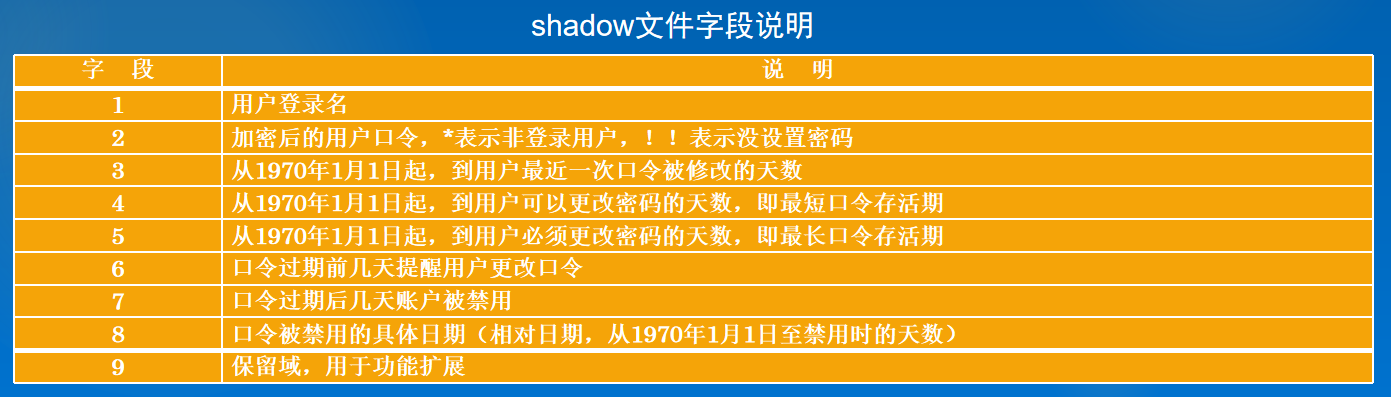 shadow文件字段说明
字 段 说 明
1 用户登录名
2 加密后的用户口令，*表示非登录用户，！！表示没设置密码
3 从1970年1月1日起，到用户最近一次口令被修改的天数
4 从1970年1月1日起，到用户可以更改密码的天数，即最短口令存活期
5 从1970年1月1日起，到用户必须更改密码的天数，即最长口令存活期
6 口令过期前几天提醒用户更改口令
7 口令过期后几天账户被禁用
8 口令被禁用的具体日期（相对日期，从1970年1月1日至禁用时的天数）
9 保留域，用于功能扩展